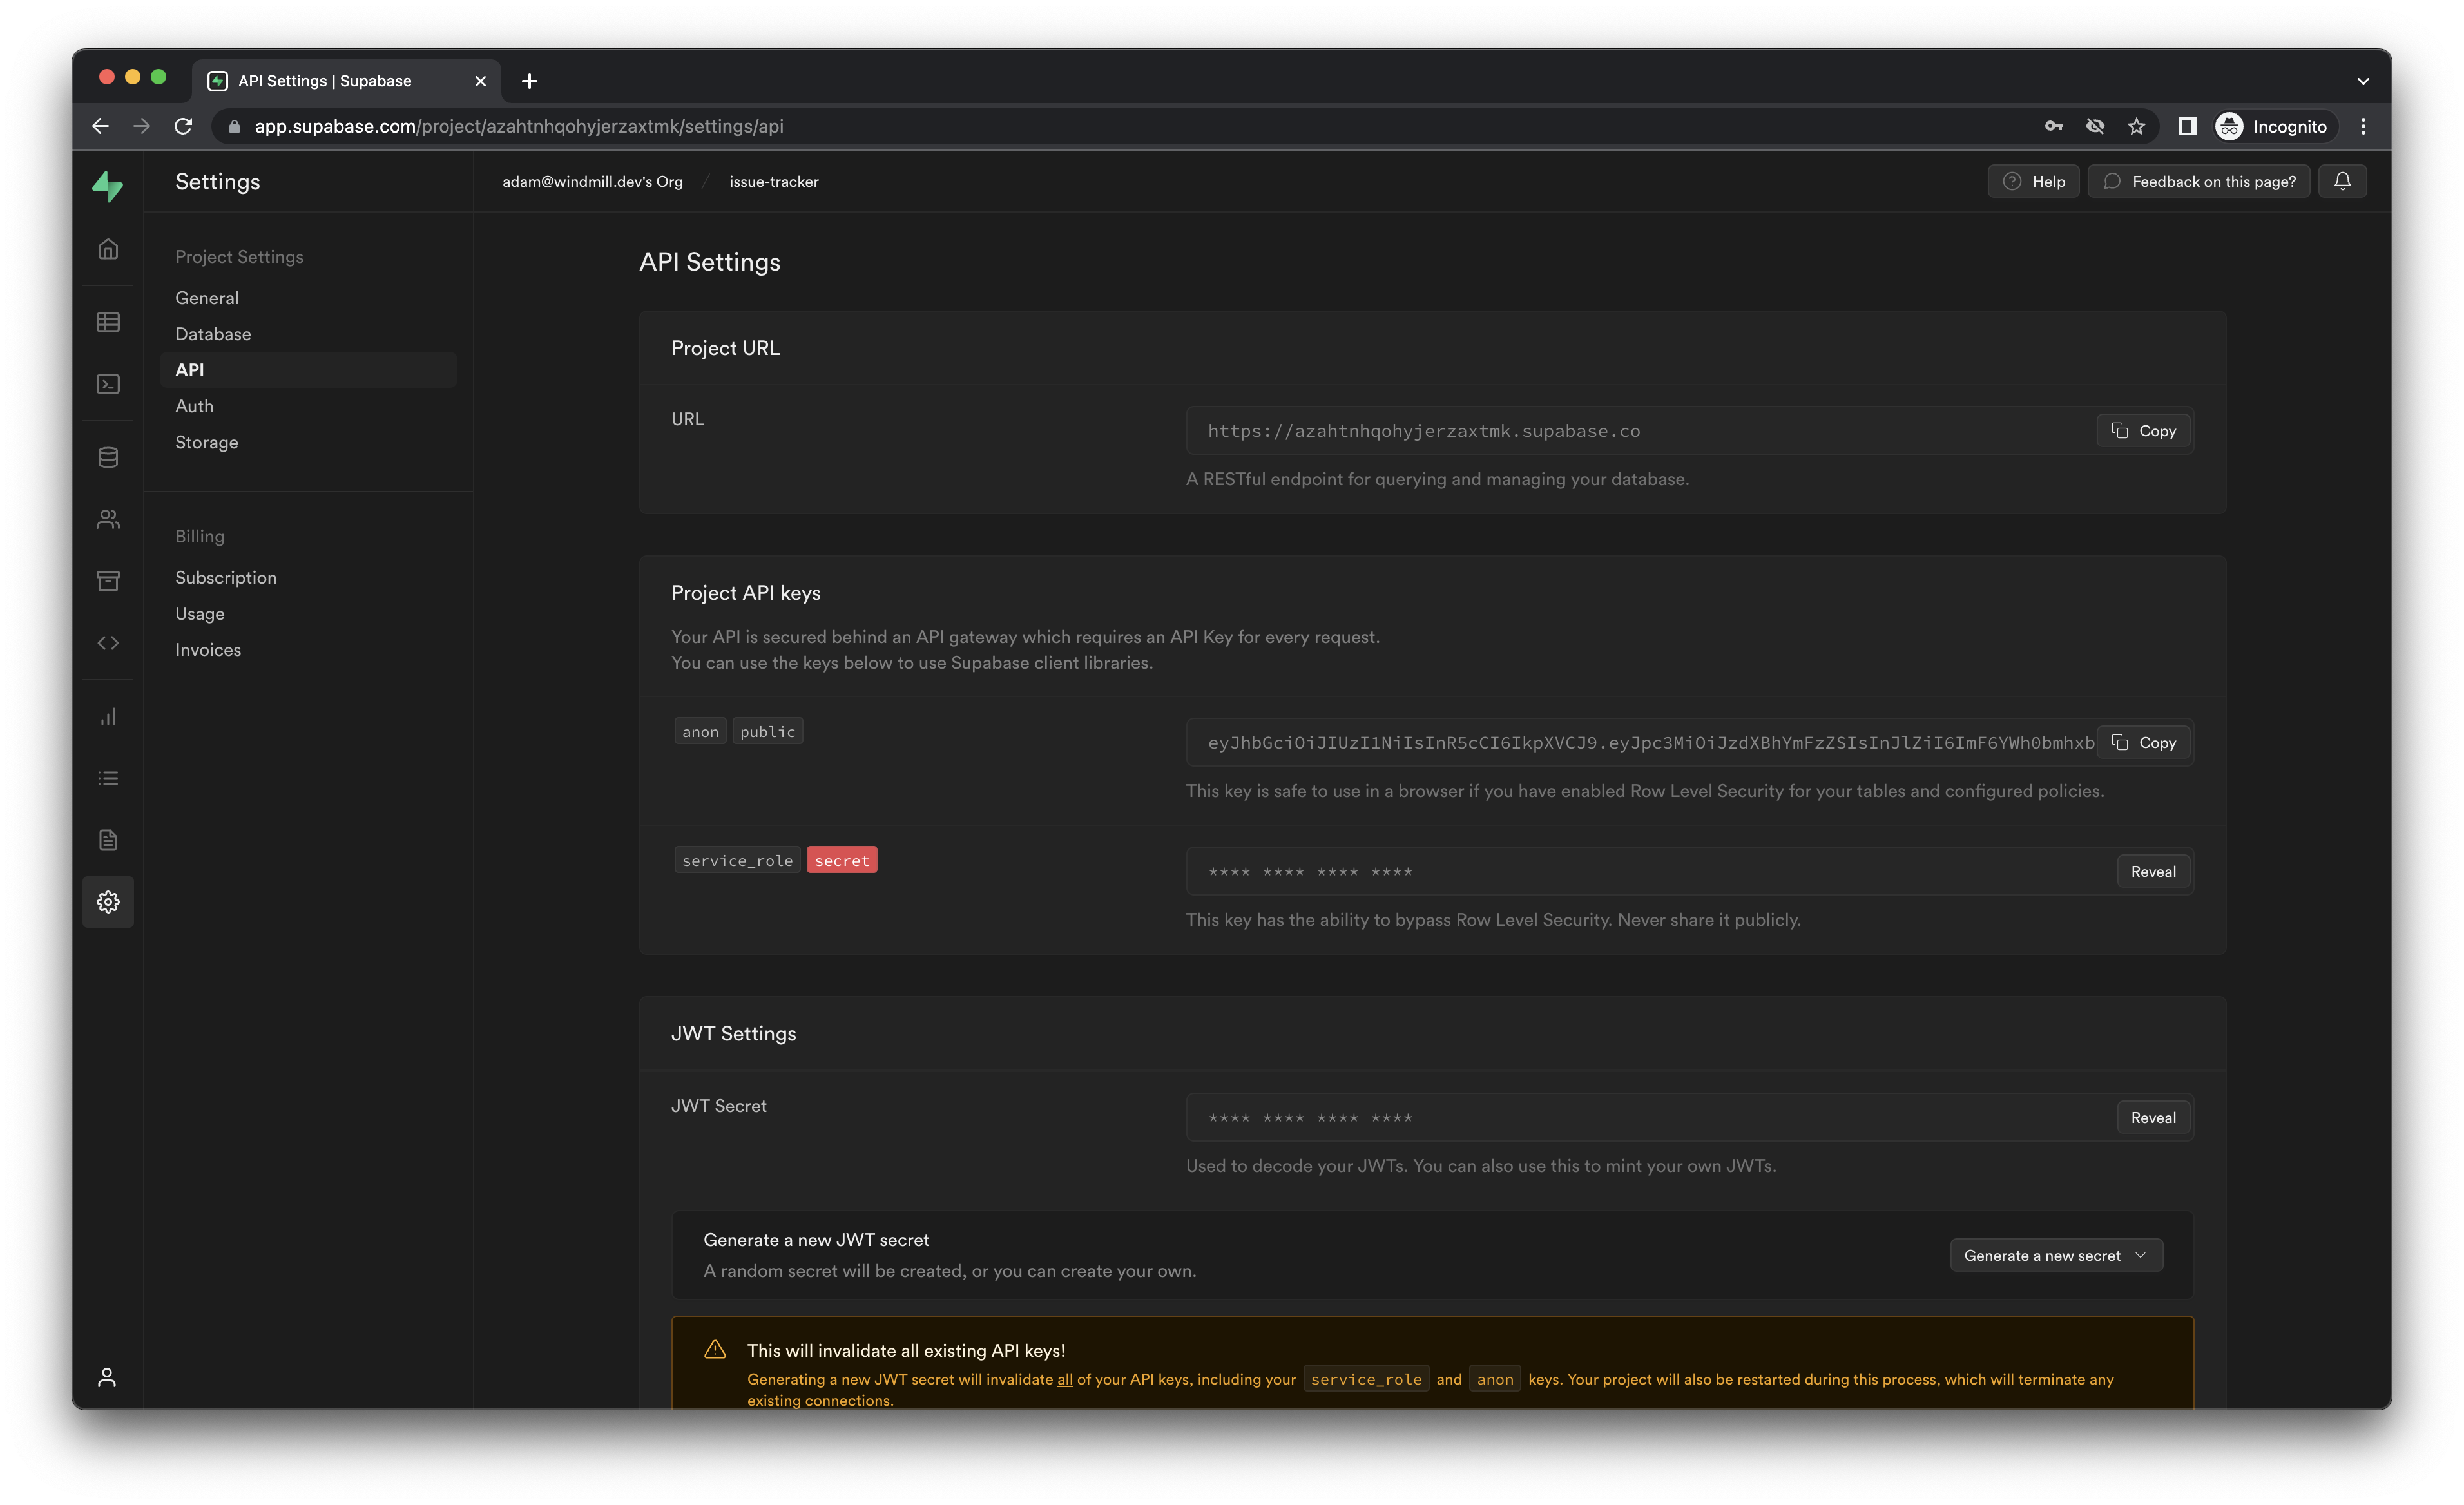 API Settings | Supabase
app.supabase.com/project/azahtnhqohyjerzaxtmk/settings/api
Incognito
Settings
adam@windmill.dev's Org / issue-tracker
Help
Feedback on this page?
Project Settings
General
Database
API
Auth
Storage
Billing
Subscription
Usage
Invoices
API Settings
Project URL
URL
https://azahtnhqohyjerzaxtmk.supabase.co
Copy
A RESTful endpoint for querying and managing your database.
Project API keys
Your API is secured behind an API gateway which requires an API Key for every request.
You can use the keys below to use Supabase client libraries.
anon public
eyJhbGciOiJIUzI1NiIsInR5cCI6IkpXVCJ9.eyJpc3MiOiJzdXBhYmFzZSIsInJlZiI6ImF6YWh0bmhxb
Copy
This key is safe to use in a browser if you have enabled Row Level Security for your tables and configured policies.
service_role secret
**** **** **** ****
Reveal
This key has the ability to bypass Row Level Security. Never share it publicly.
JWT Settings
JWT Secret
**** **** **** ****
Reveal
Used to decode your JWTs. You can also use this to mint your own JWTs.
Generate a new JWT secret
A random secret will be created, or you can create your own.
Generate a new secret
This will invalidate all existing API keys!
Generating a new JWT secret will invalidate all of your API keys, including your service_role and anon keys. Your project will also be restarted during this process, which will terminate any
existing connections.